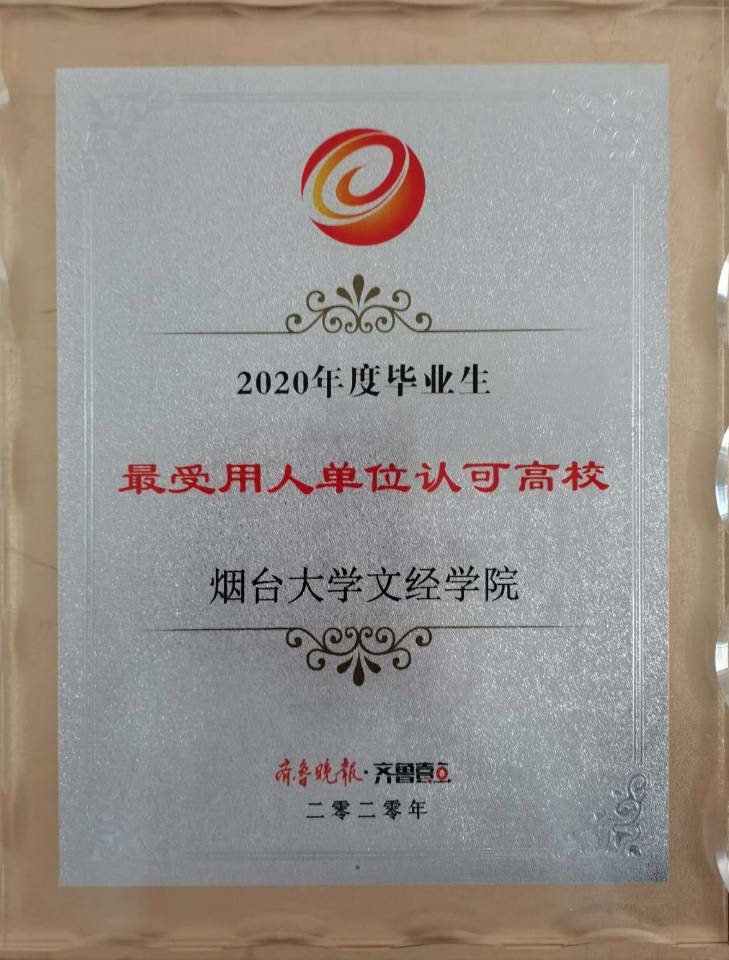 2020年度毕业生
最受用人单位认可高校
烟台大学文经学院
齐鲁晚报·齐鲁壹点
二零二零年